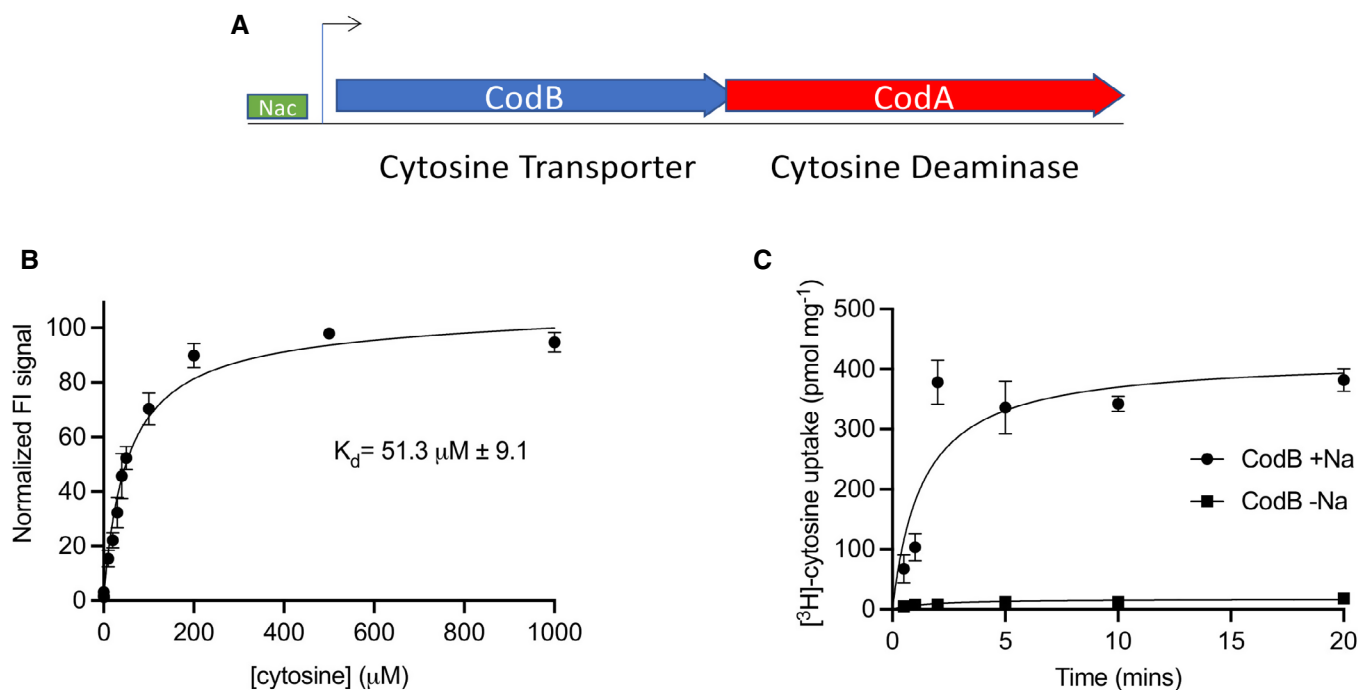 A
Nac
CodB
CodA
Cytosine Transporter
Cytosine Deaminase
B
Normalized FI signal
100
80
60
40
20
0
0 200 400 600 800 1000
[cytosine] (μM)
K_d= 51.3 μM ± 9.1
C
[³H]-cytosine uptake (pmol mg⁻¹)
500
400
300
200
100
0
0 5 10 15 20
Time (mins)
CodB +Na
CodB -Na